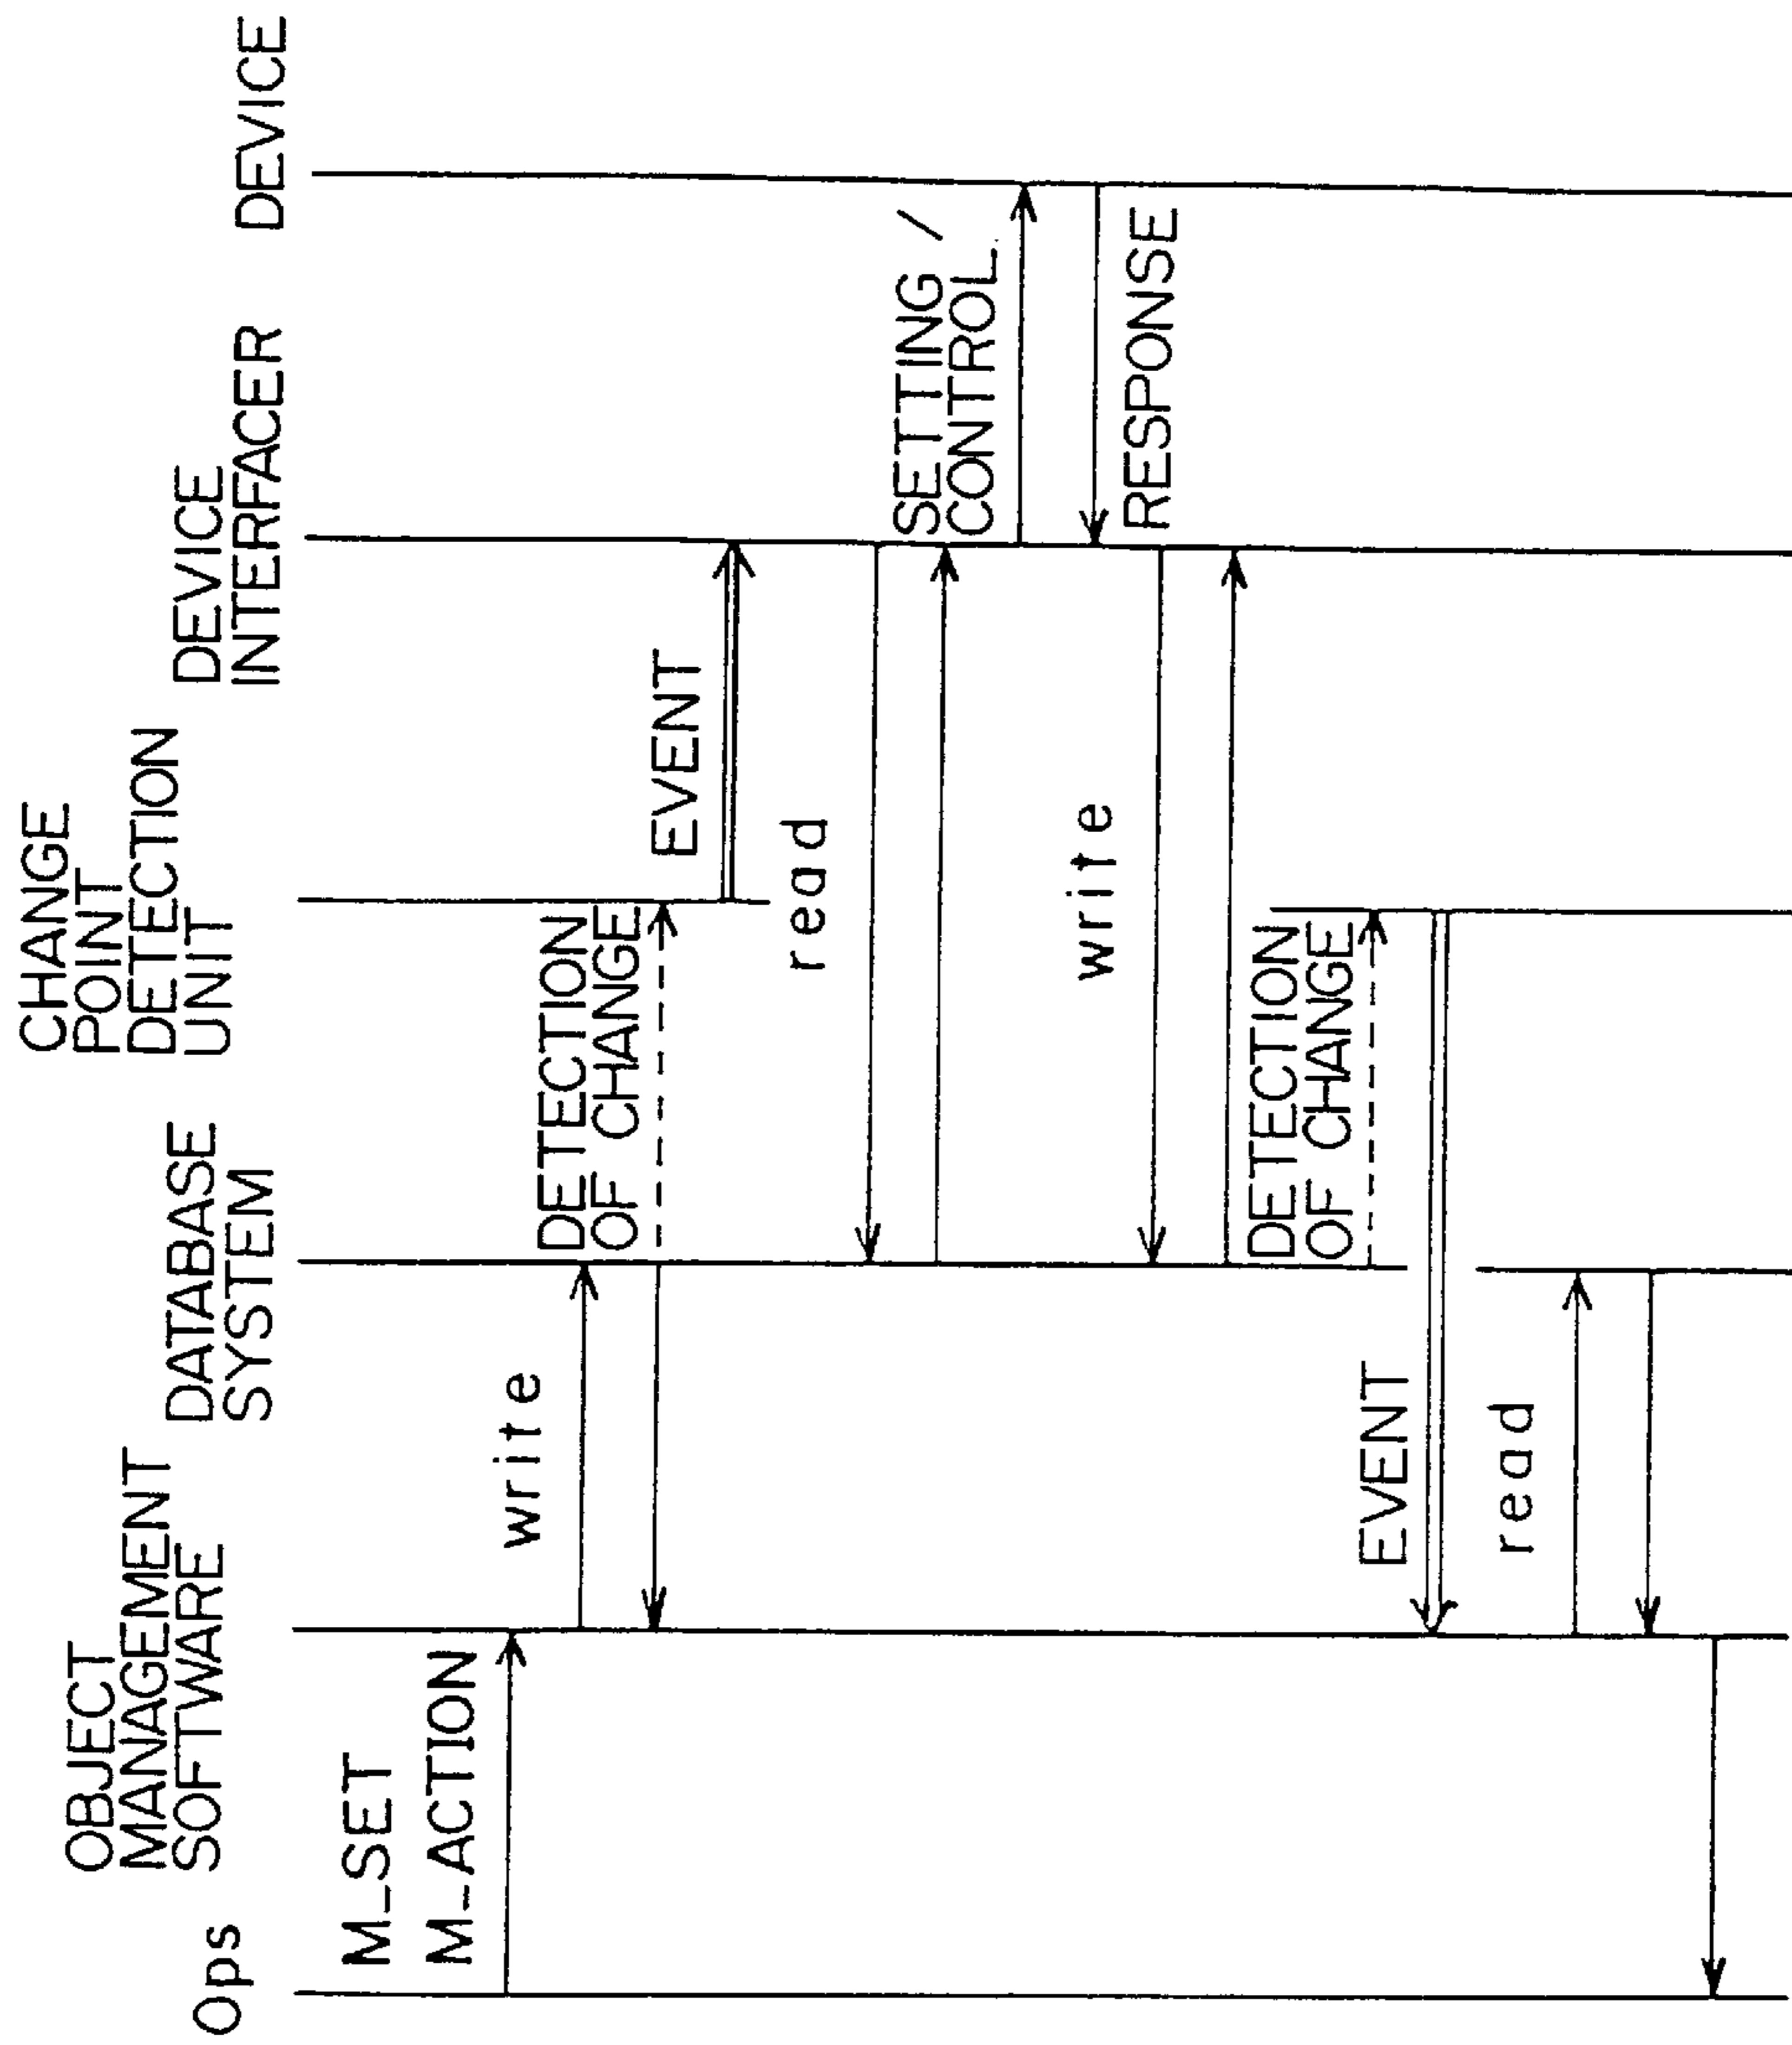 Ops
OBJECT
MANAGEMENT
SOFTWARE
DATABASE
SYSTEM
CHANGE
POINT
DETECTION
UNIT
DEVICE
INTERFACER
DEVICE
M_SET
M_ACTION
write
DETECTION
OF CHANGE
EVENT
read
SETTING /
CONTROL
RESPONSE
write
DETECTION
OF CHANGE
EVENT
read